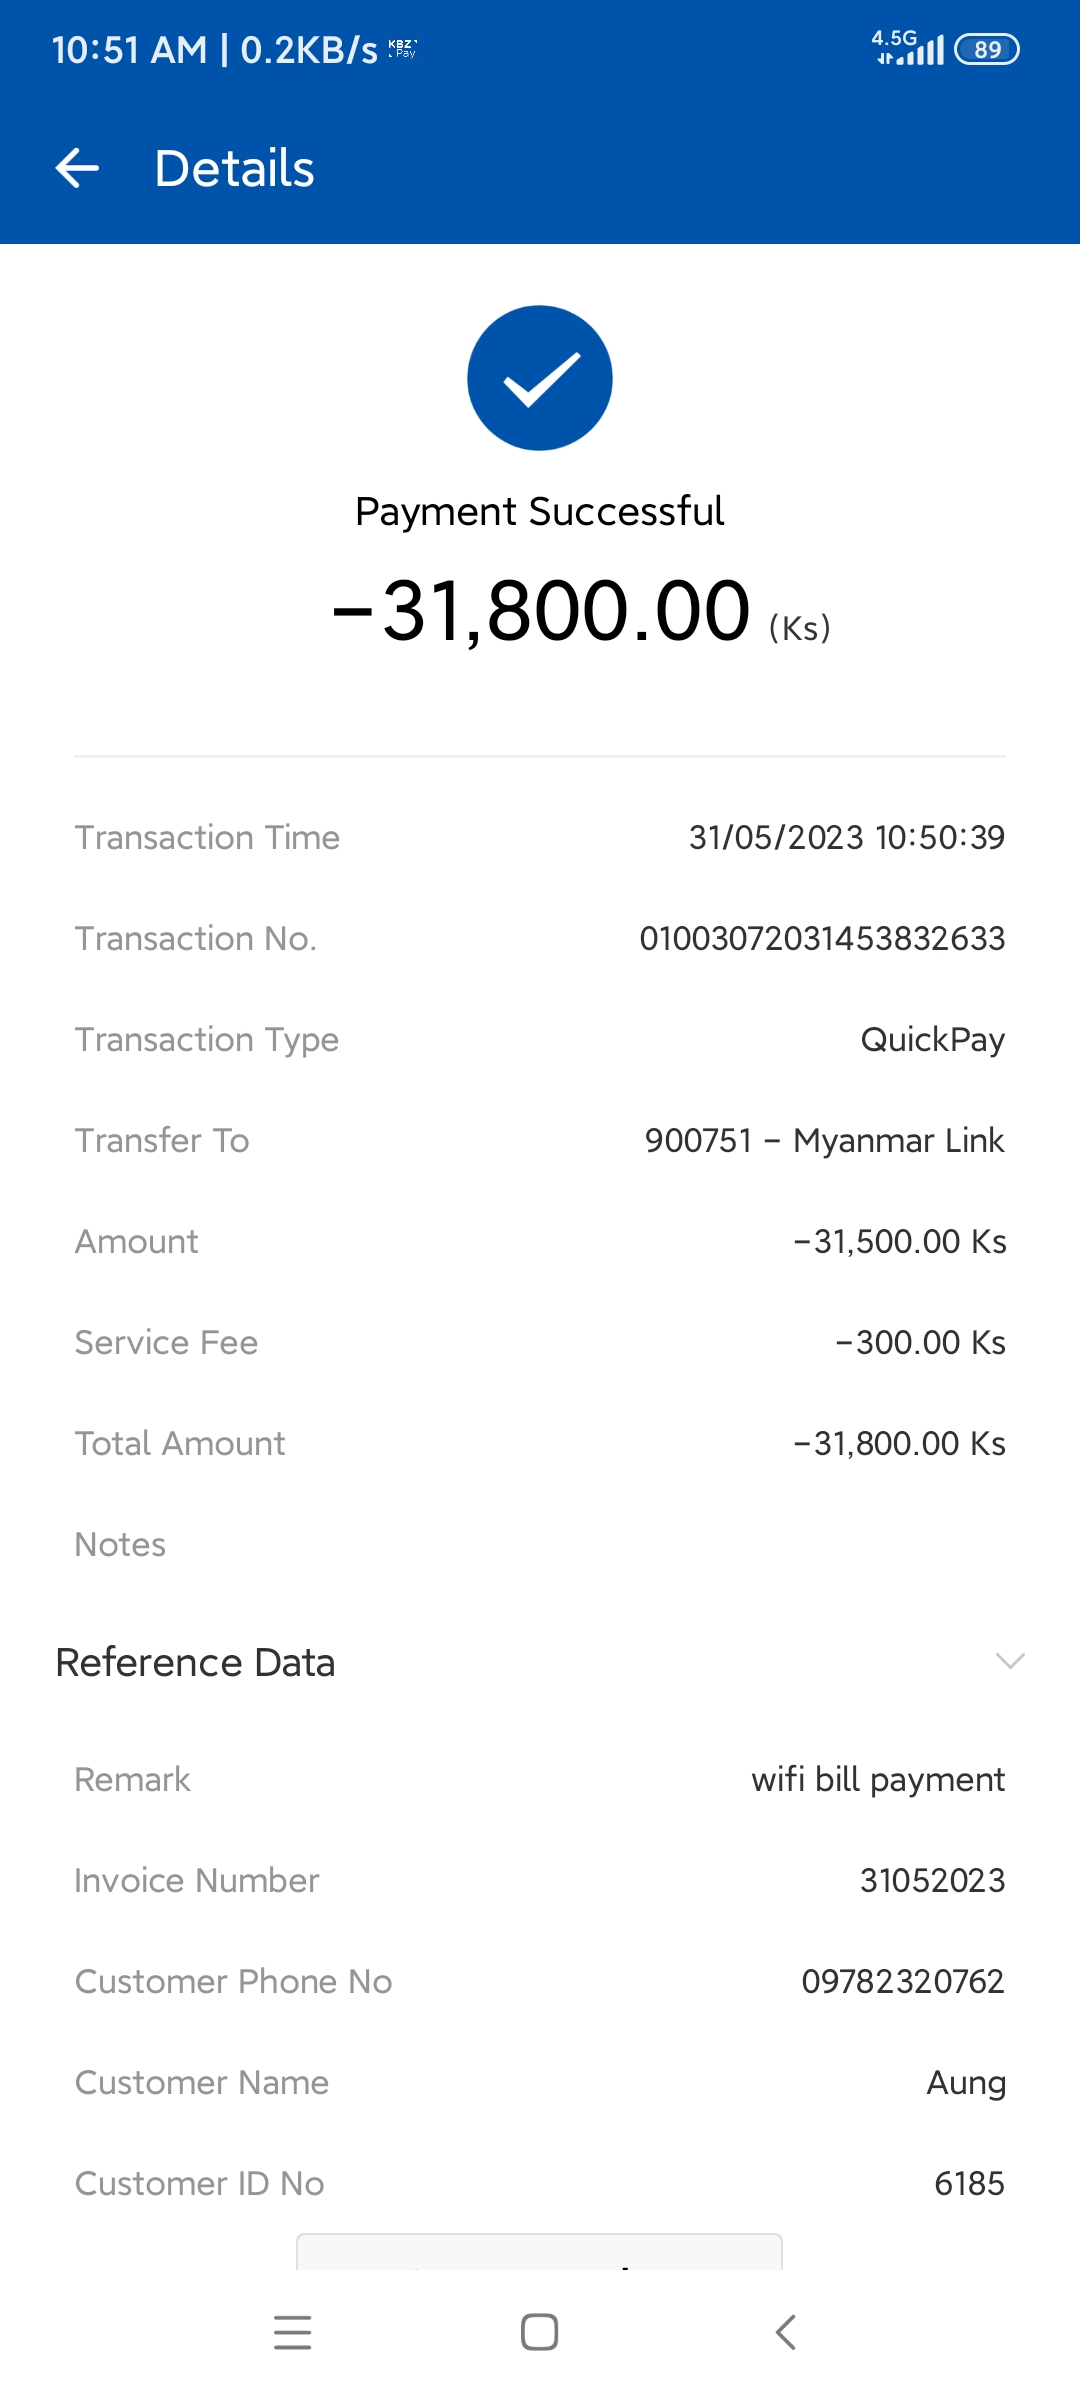 10:51 AM | 0.2KB/s KBZ Pay 4.5G 89
Details
Payment Successful
-31,800.00 (Ks)
Transaction Time 31/05/2023 10:50:39
Transaction No. 01003072031453832633
Transaction Type QuickPay
Transfer To 900751 - Myanmar Link
Amount -31,500.00 Ks
Service Fee -300.00 Ks
Total Amount -31,800.00 Ks
Notes
Reference Data
Remark wifi bill payment
Invoice Number 31052023
Customer Phone No 09782320762
Customer Name Aung
Customer ID No 6185